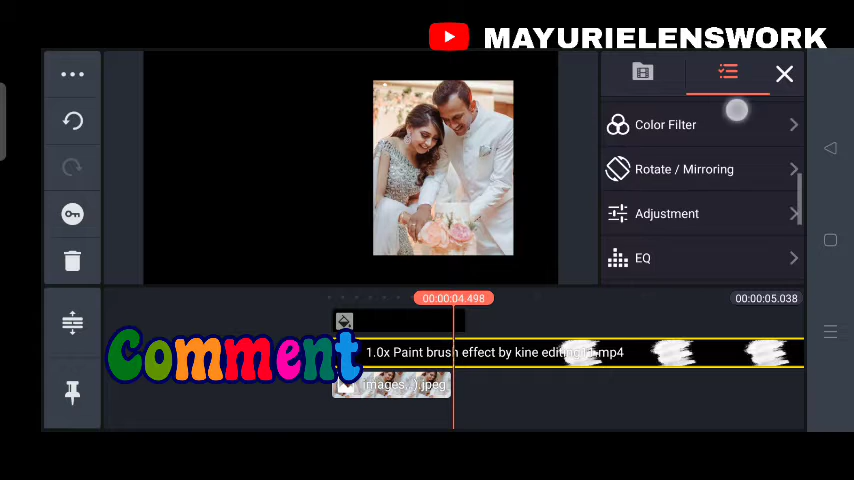 MAYURIELENSWORK
Color Filter
Rotate / Mirroring
Adjustment
EQ
00:00:04.498
00:00:05.038
1.0x Paint brush effect by kine editing
1.mp4
Comment
images
).jpeg